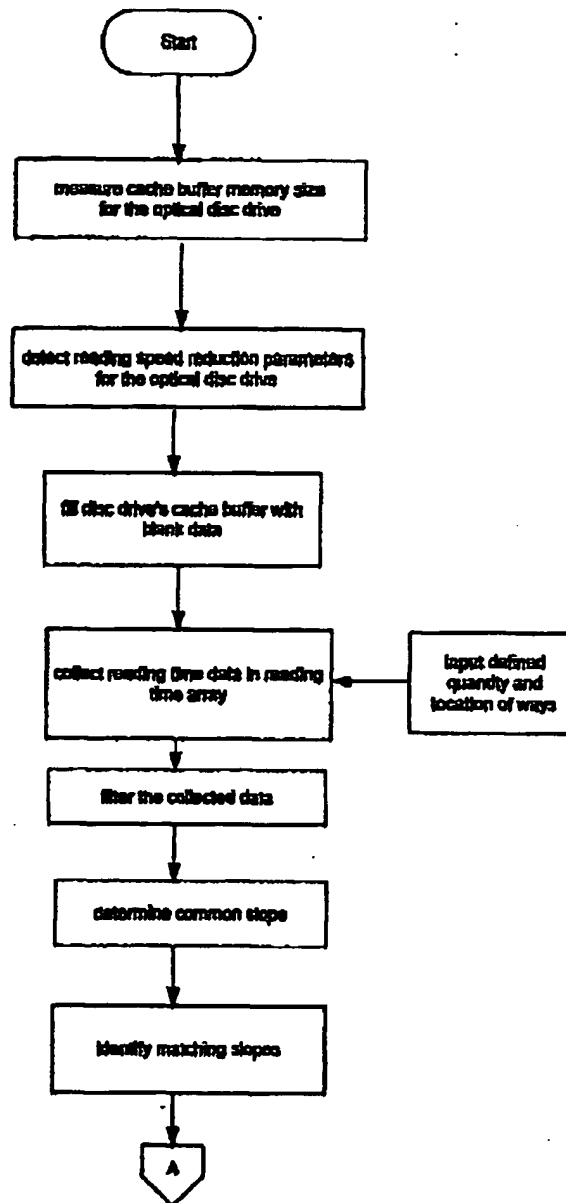 Start
measure cache buffer memory size
for the optical disc drive
detect reading speed reduction parameters
for the optical disc drive
fill disc drive's cache buffer with
blank data
collect reading time data in reading
time array
input defined
quantity and
location of ways
filter the collected data
determine common slope
identify matching slopes
A